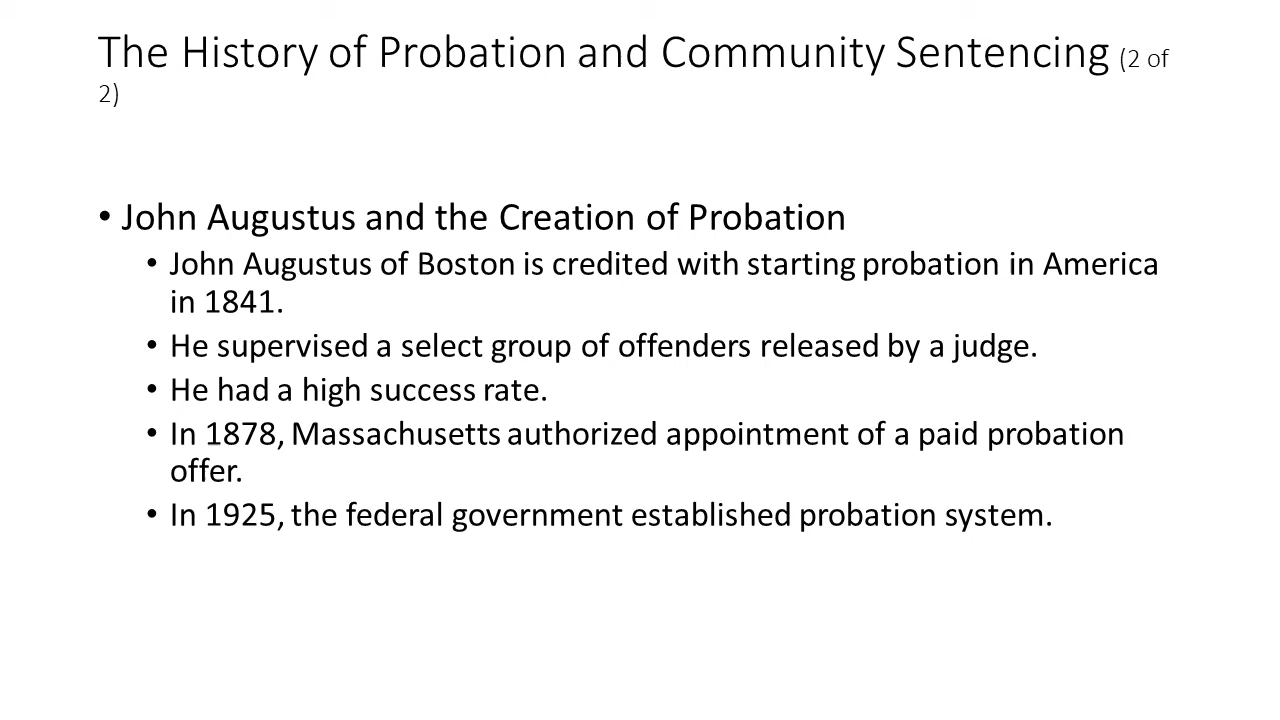 The History of Probation and Community Sentencing (2 of
2)
• John Augustus and the Creation of Probation
• John Augustus of Boston is credited with starting probation in America
in 1841.
• He supervised a select group of offenders released by a judge.
• He had a high success rate.
• In 1878, Massachusetts authorized appointment of a paid probation
offer.
• In 1925, the federal government established probation system.